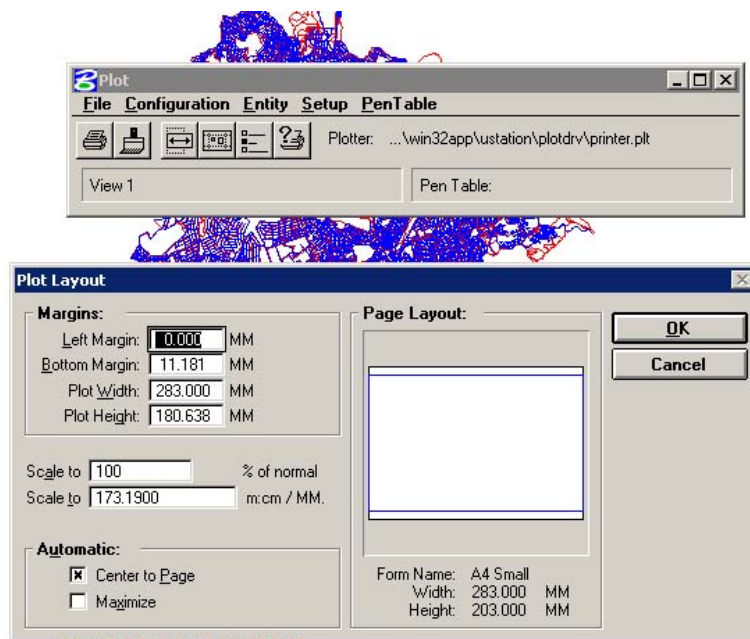 Plot
File Configuration Entity Setup PenTable
Plotter: ...\win32app\ustation\plotdrv\printer.plt
View 1 Pen Table:
Plot Layout
Margins:
Left Margin: 0.000 MM
Bottom Margin: 11.181 MM
Plot Width: 283.000 MM
Plot Height: 180.638 MM
Scale to 100 % of normal
Scale to 173.1900 m:cm / MM.
Automatic:
Center to Page
Maximize
Page Layout:
Form Name: A4 Small
Width: 283.000 MM
Height: 203.000 MM
OK
Cancel